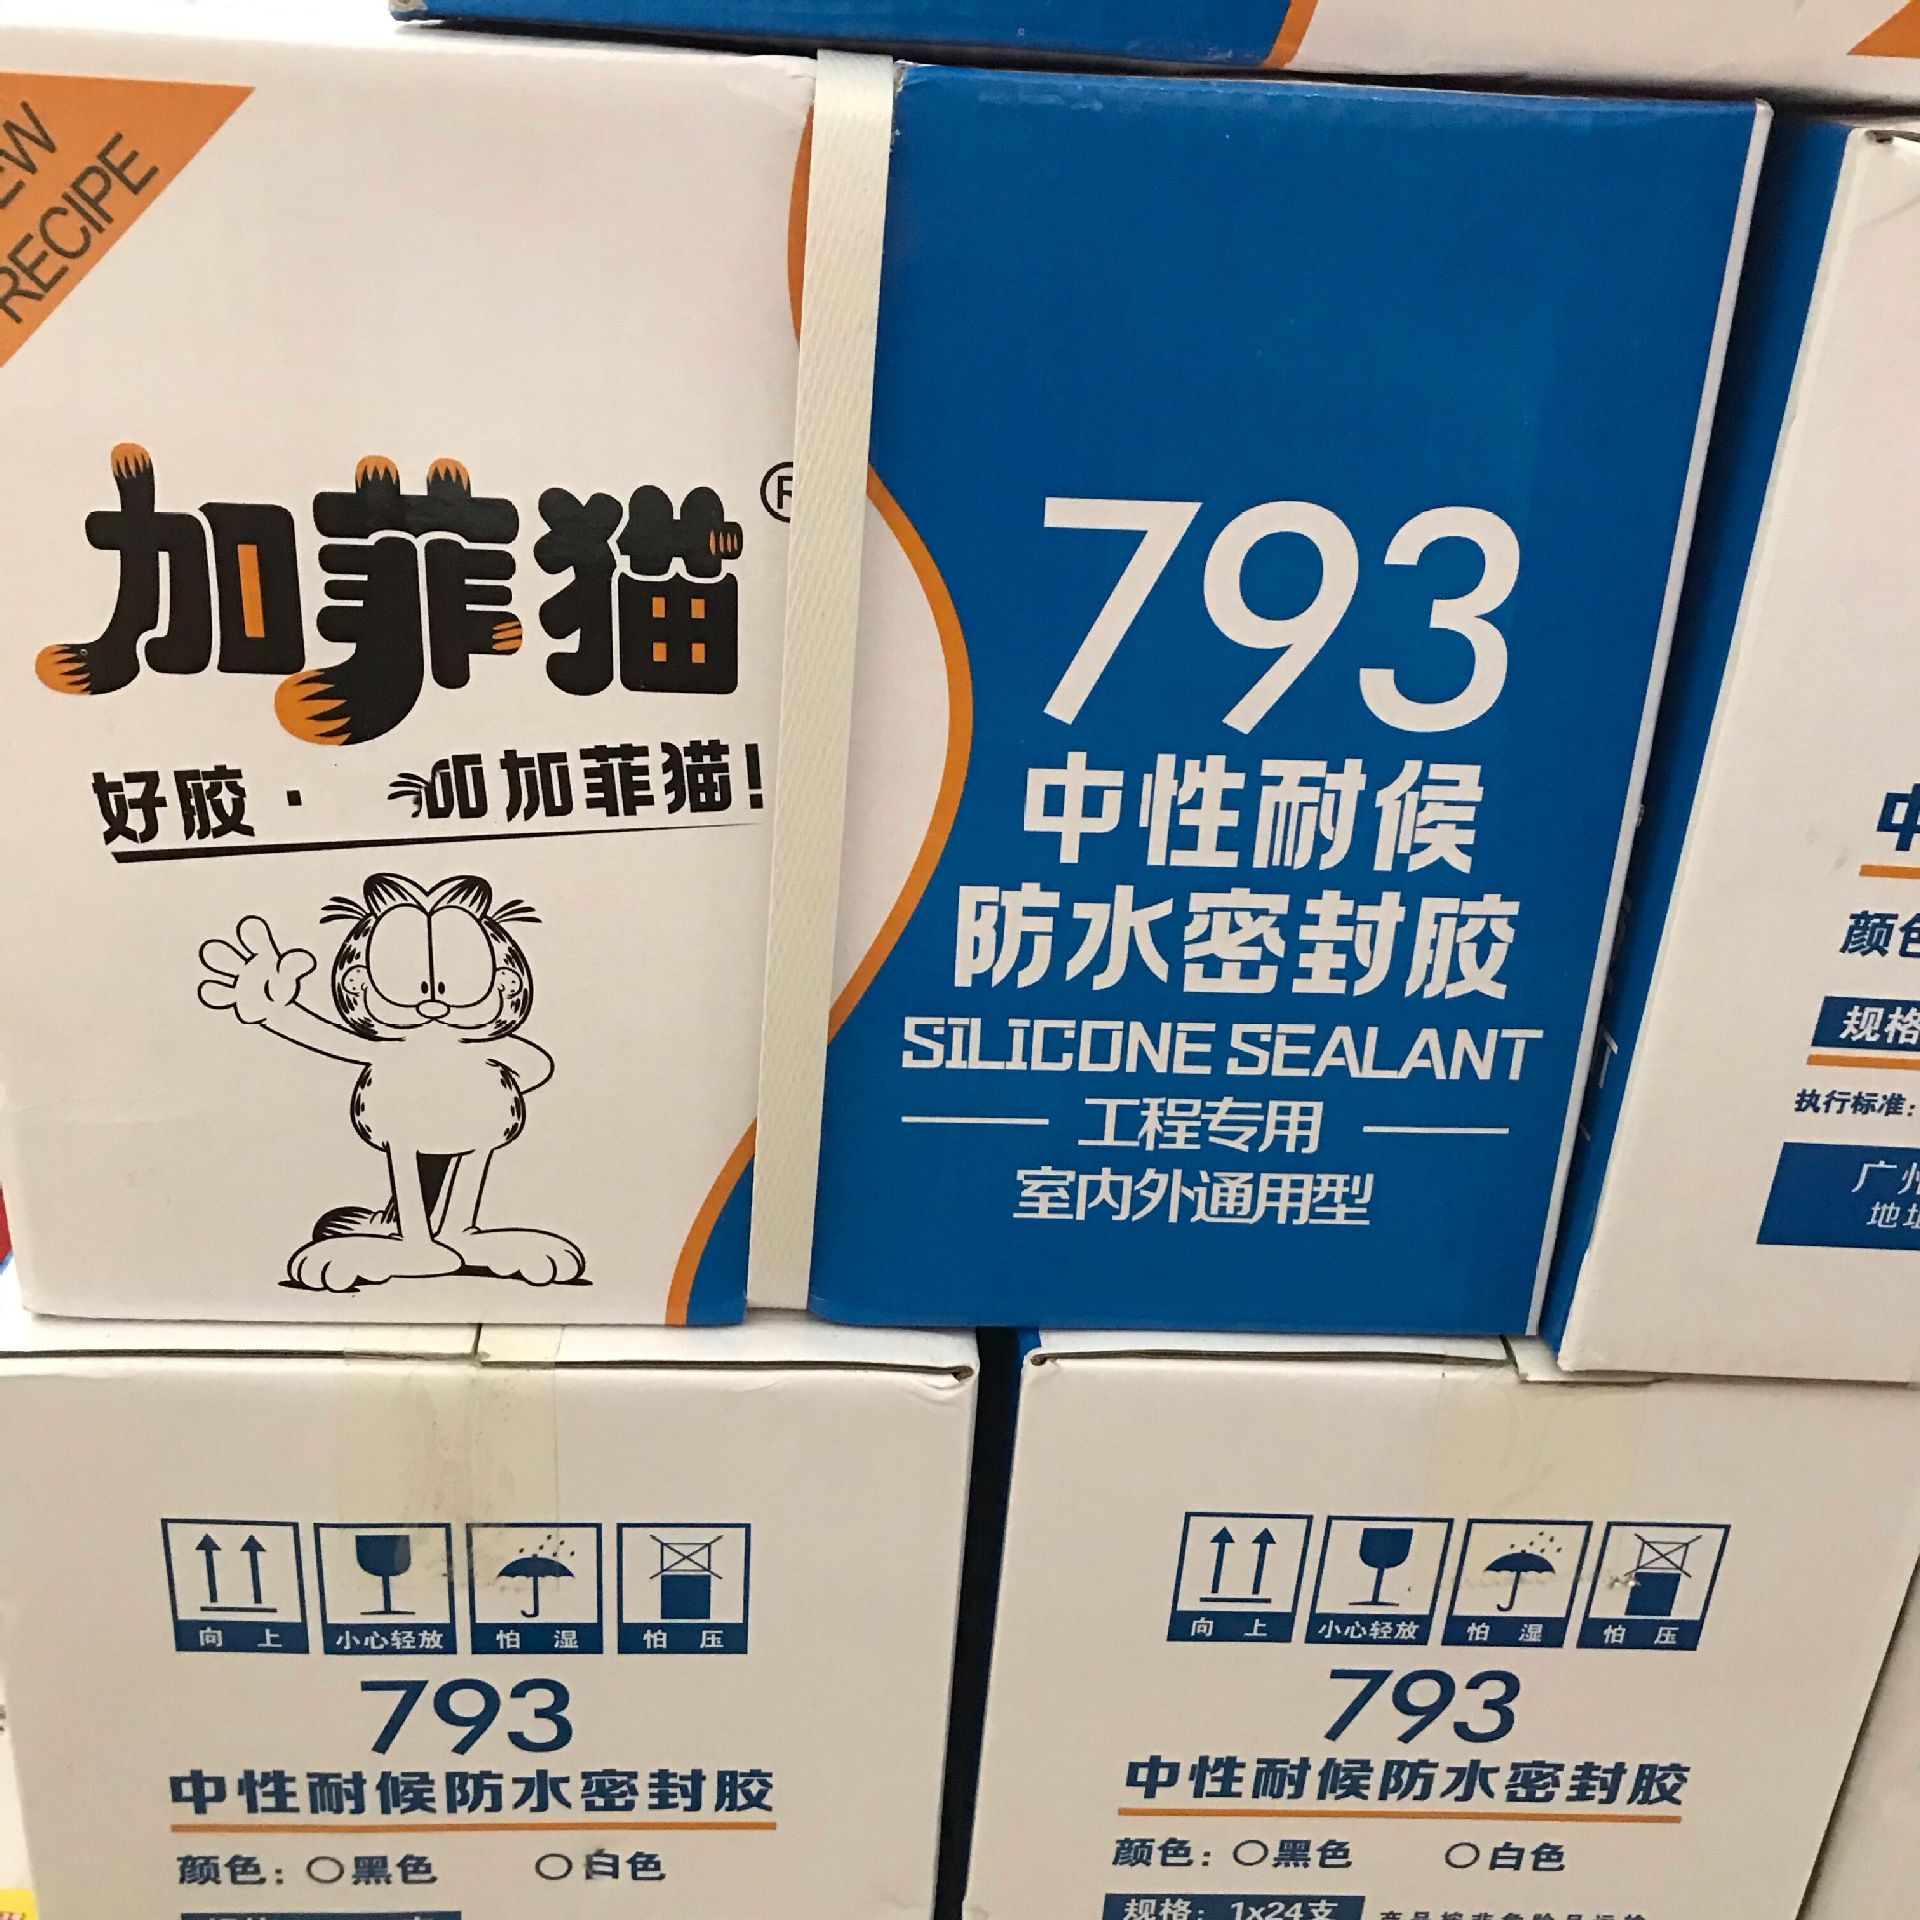 RECIPE
加菲猫
好胶· 加菲猫!
793
中性耐候
防水密封胶
SILICONE SEALANT
工程专用
室内外通用型
规格
执行标准:
广州
向上 小心轻放 怕湿 怕压
793
中性耐候防水密封胶
颜色: 黑色 白色
向上 小心轻放 怕湿 怕压
793
中性耐候防水密封胶
颜色: 黑色 白色
规格: 1x24支